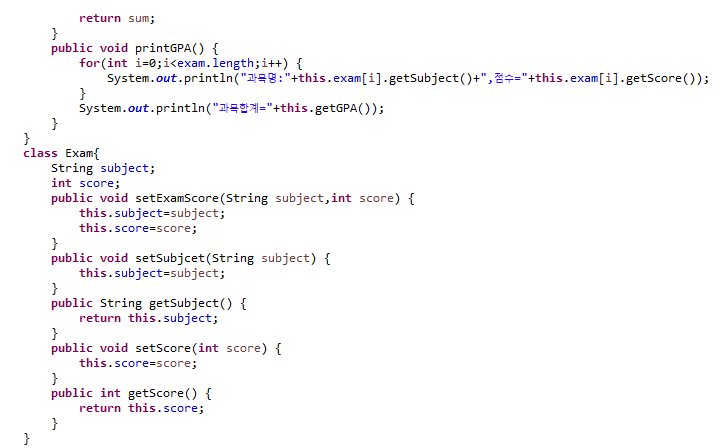 return sum;
}
public void printGPA() {
for(int i=0;i<exam.length;i++) {
System.out.println("과목명:"+this.exam[i].getSubject()+",점수="+this.exam[i].getScore());
}
System.out.println("과목합계="+this.getGPA());
}
}
class Exam{
String subject;
int score;
public void setExamScore(String subject,int score) {
this.subject=subject;
this.score=score;
}
public void setSubjcet(String subject) {
this.subject=subject;
}
public String getSubject() {
return this.subject;
}
public void setScore(int score) {
this.score=score;
}
public int getScore() {
return this.score;
}
}